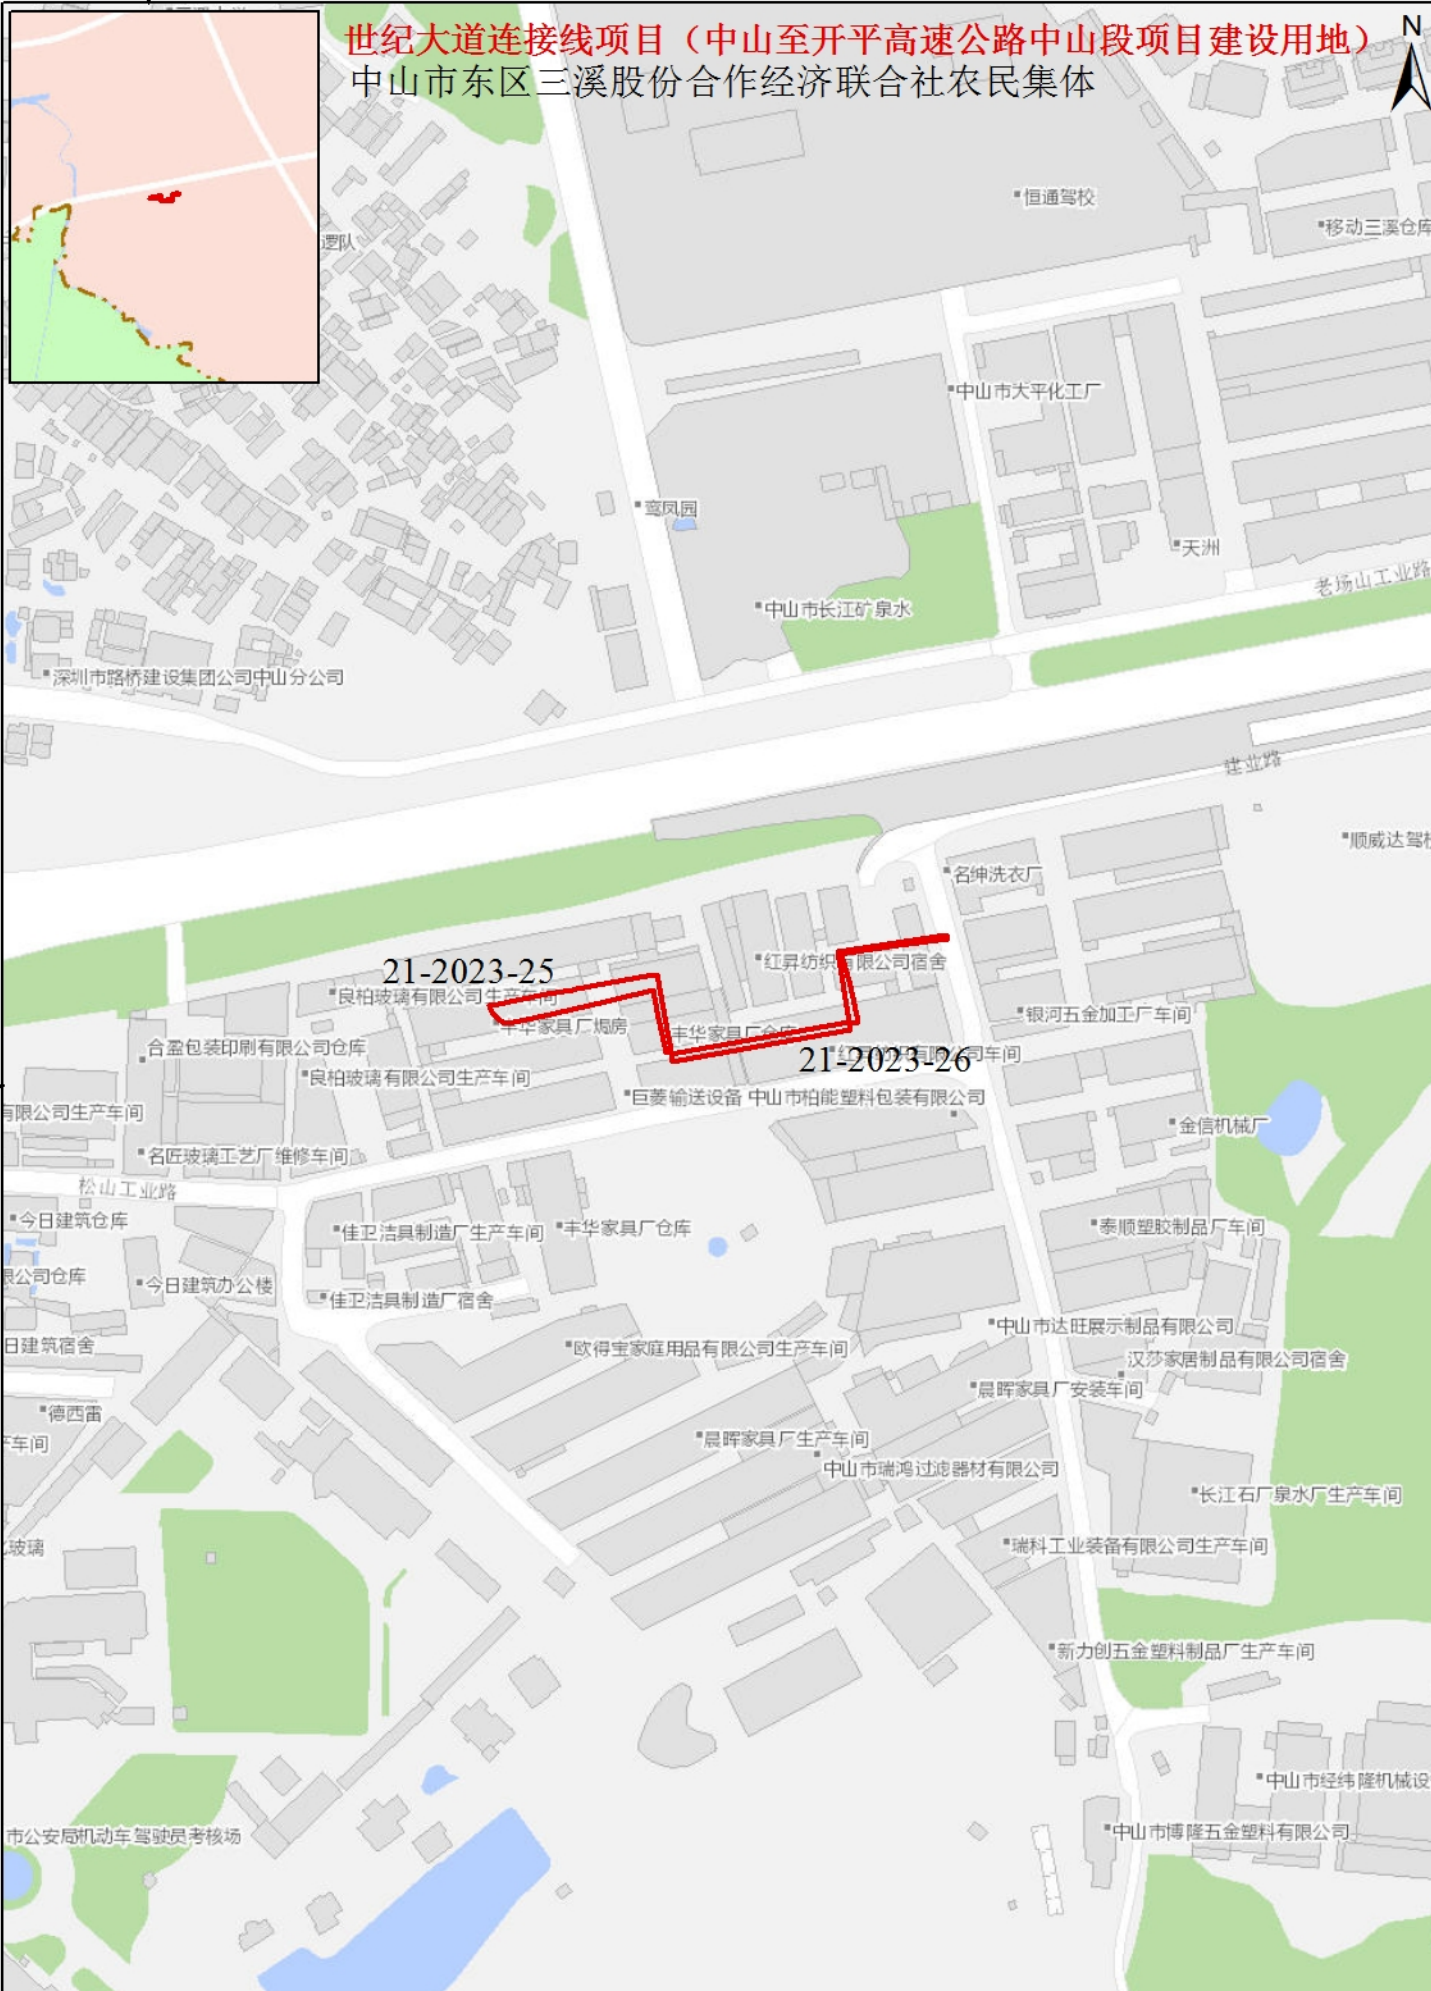 世纪大道连接线项目（中山至开平高速公路中山段项目建设用地）
N
中山市东区三溪股份合作经济联合社农民集体
恒通驾校
移动三溪仓库
逻队
中山市大平化工厂
鸾凤园
天洲
老场山工业路
中山市长江矿泉水
深圳市路桥建设集团公司中山分公司
建业路
顺威达驾校
名绅洗衣厂
红昇纺织有限公司宿舍
21-2023-25
良柏玻璃有限公司生产车间
银河五金加工厂车间
丰华家具厂焗房
丰华家具厂仓库
合盈包装印刷有限公司仓库
红昇纺织有限公司车间
21-2023-26
良柏玻璃有限公司生产车间
巨菱输送设备 中山市柏能塑料包装有限公司
有限公司生产车间
金信机械厂
名匠玻璃工艺厂维修车间
松山工业路
今日建筑仓库
佳卫洁具制造厂生产车间
丰华家具厂仓库
泰顺塑胶制品厂车间
限公司仓库
今日建筑办公楼
佳卫洁具制造厂宿舍
中山市达旺展示制品有限公司
日建筑宿舍
欧得宝家庭用品有限公司生产车间
汉莎家居制品有限公司宿舍
晨晖家具厂安装车间
德西雷
产车间
晨晖家具厂生产车间
中山市瑞鸿过滤器材有限公司
长江石厂泉水厂生产车间
玻璃
瑞科工业装备有限公司生产车间
新力创五金塑料制品厂生产车间
中山市经纬隆机械设
市公安局机动车驾驶员考核场
中山市博隆五金塑料有限公司